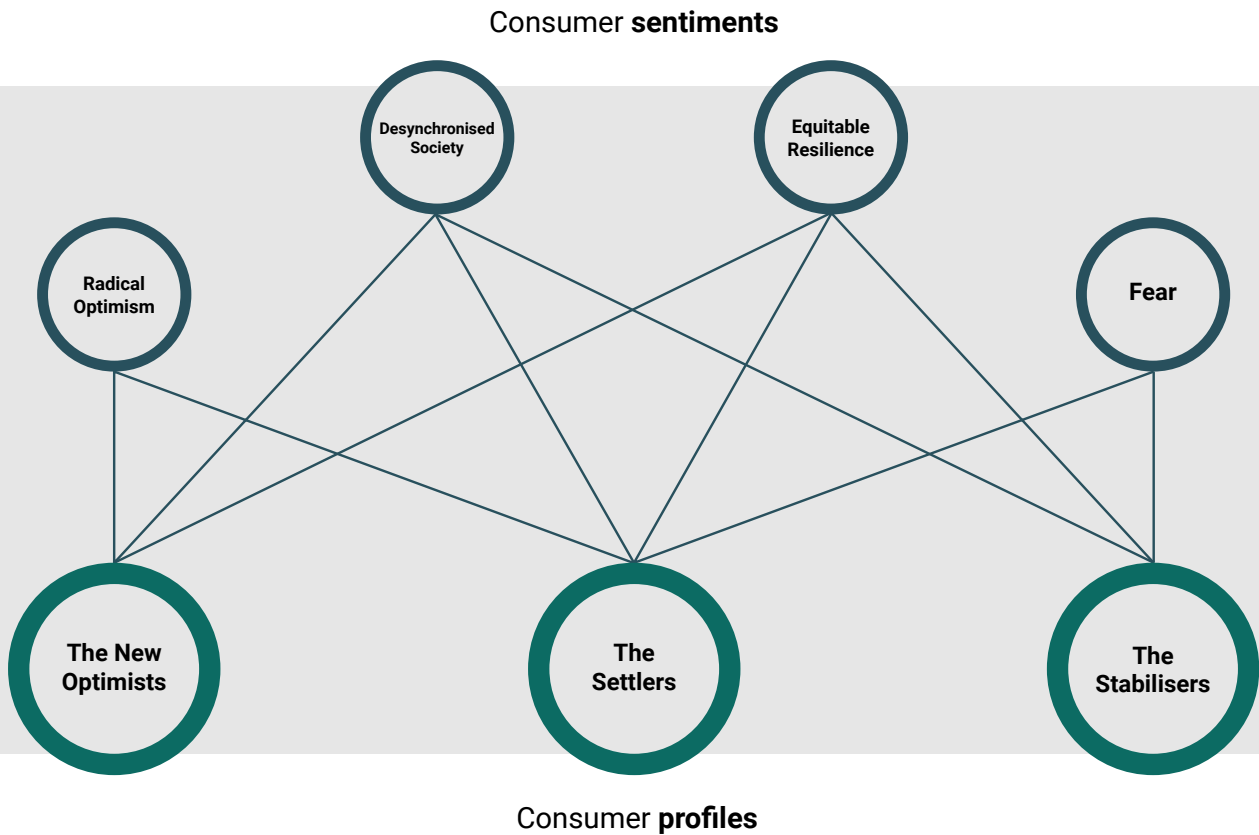 Consumer sentiments
Desynchronised
Society
Equitable
Resilience
Radical
Optimism
Fear
The New
Optimists
The
Settlers
The
Stabilisers
Consumer profiles